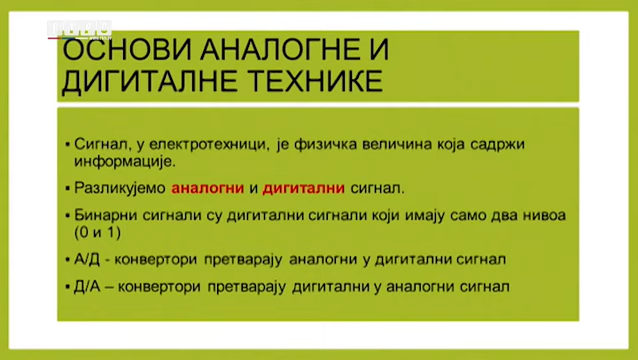 ОСНОВИ АНАЛОГНЕ И
ДИГИТАЛНЕ ТЕХНИКЕ
• Сигнал, у електротехници, је физичка величина која садржи
информације.
• Разликујемо аналогни и дигитални сигнал.
• Бинарни сигнали су дигитални сигнали који имају само два нивоа
(0 и 1)
• А/Д - конвертори претварају аналогни у дигитални сигнал
• Д/А – конвертори претварају дигитални у аналогни сигнал